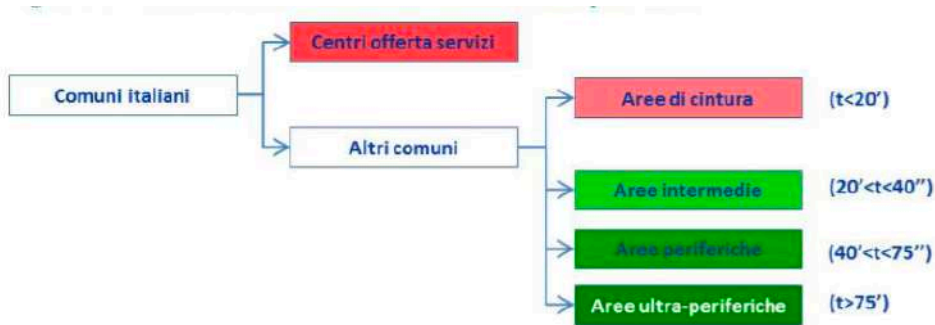 Centri offerta servizi
Comuni italiani
Aree di cintura (t<20')
Altri comuni
Aree intermedie (20'<t<40'')
Aree periferiche (40'<t<75'')
Aree ultra-periferiche (t>75')